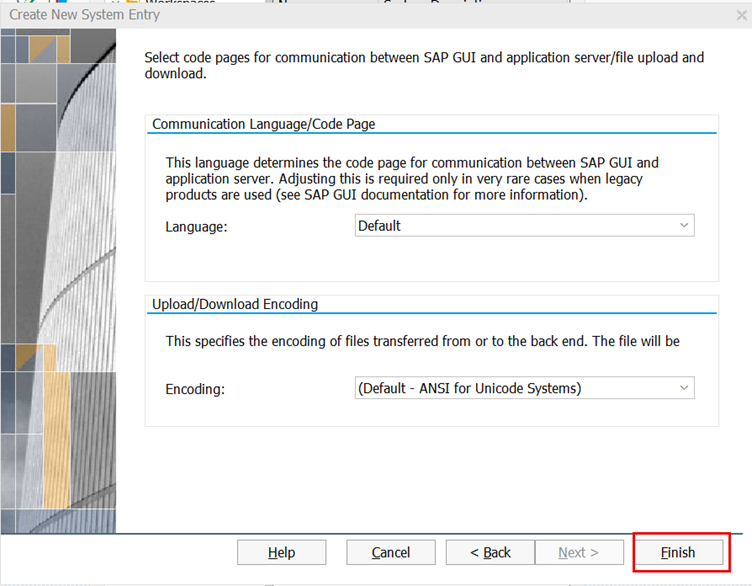 Create New System Entry
Select code pages for communication between SAP GUI and application server/file upload and
download.
Communication Language/Code Page
This language determines the code page for communication between SAP GUI and
application server. Adjusting this is required only in very rare cases when legacy
products are used (see SAP GUI documentation for more information).
Language: Default
Upload/Download Encoding
This specifies the encoding of files transferred from or to the back end. The file will be
Encoding: (Default - ANSI for Unicode Systems)
Help Cancel < Back Next > Finish